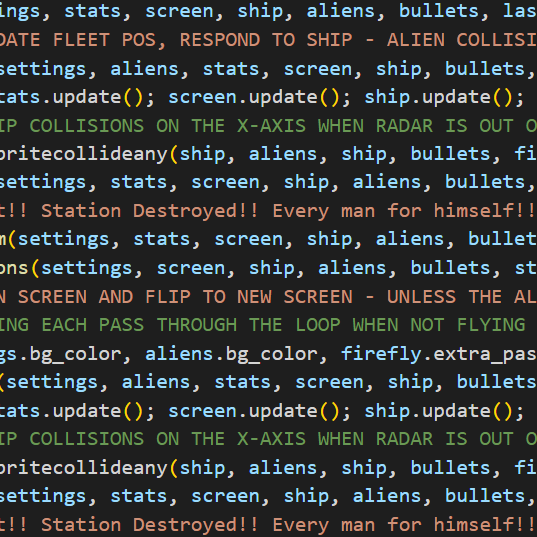 ings, stats, screen, ship, aliens, bullets, las
DATE FLEET POS, RESPOND TO SHIP - ALIEN COLLISI
settings, aliens, stats, screen, ship, bullets,
tats.update(); screen.update(); ship.update();
IP COLLISIONS ON THE X-AXIS WHEN RADAR IS OUT O
pritecollideany(ship, aliens, ship, bullets, fi
settings, stats, screen, ship, aliens, bullets,
t!! Station Destroyed!! Every man for himself!!
m(settings, stats, screen, ship, aliens, bullet
ons(settings, screen, ship, aliens, bullets, st
N SCREEN AND FLIP TO NEW SCREEN - UNLESS THE AL
ING EACH PASS THROUGH THE LOOP WHEN NOT FLYING
gs.bg_color, aliens.bg_color, firefly.extra_pas
(settings, aliens, stats, screen, ship, bullets
tats.update(); screen.update(); ship.update();
IP COLLISIONS ON THE X-AXIS WHEN RADAR IS OUT O
pritecollideany(ship, aliens, ship, bullets, fi
settings, stats, screen, ship, aliens, bullets,
t!! Station Destroyed!! Every man for himself!!